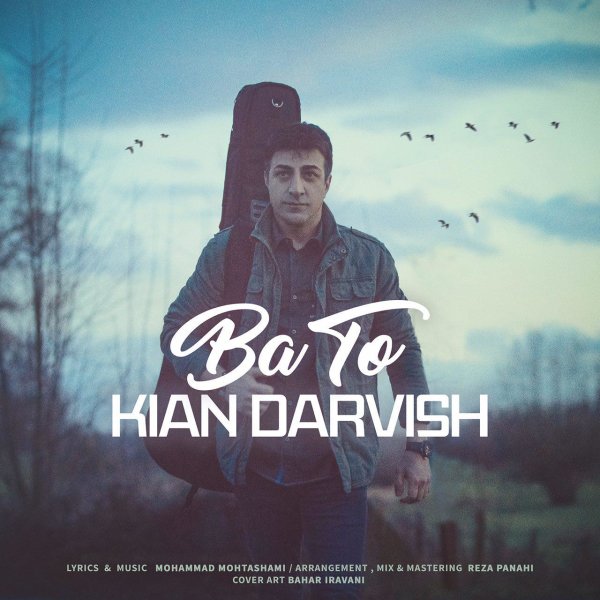 Ba To
KIAN DARVISH
LYRICS & MUSIC MOHAMMAD MOHTASHAMI / ARRANGEMENT , MIX & MASTERING REZA PANAHI
COVER ART BAHAR IRAVANI